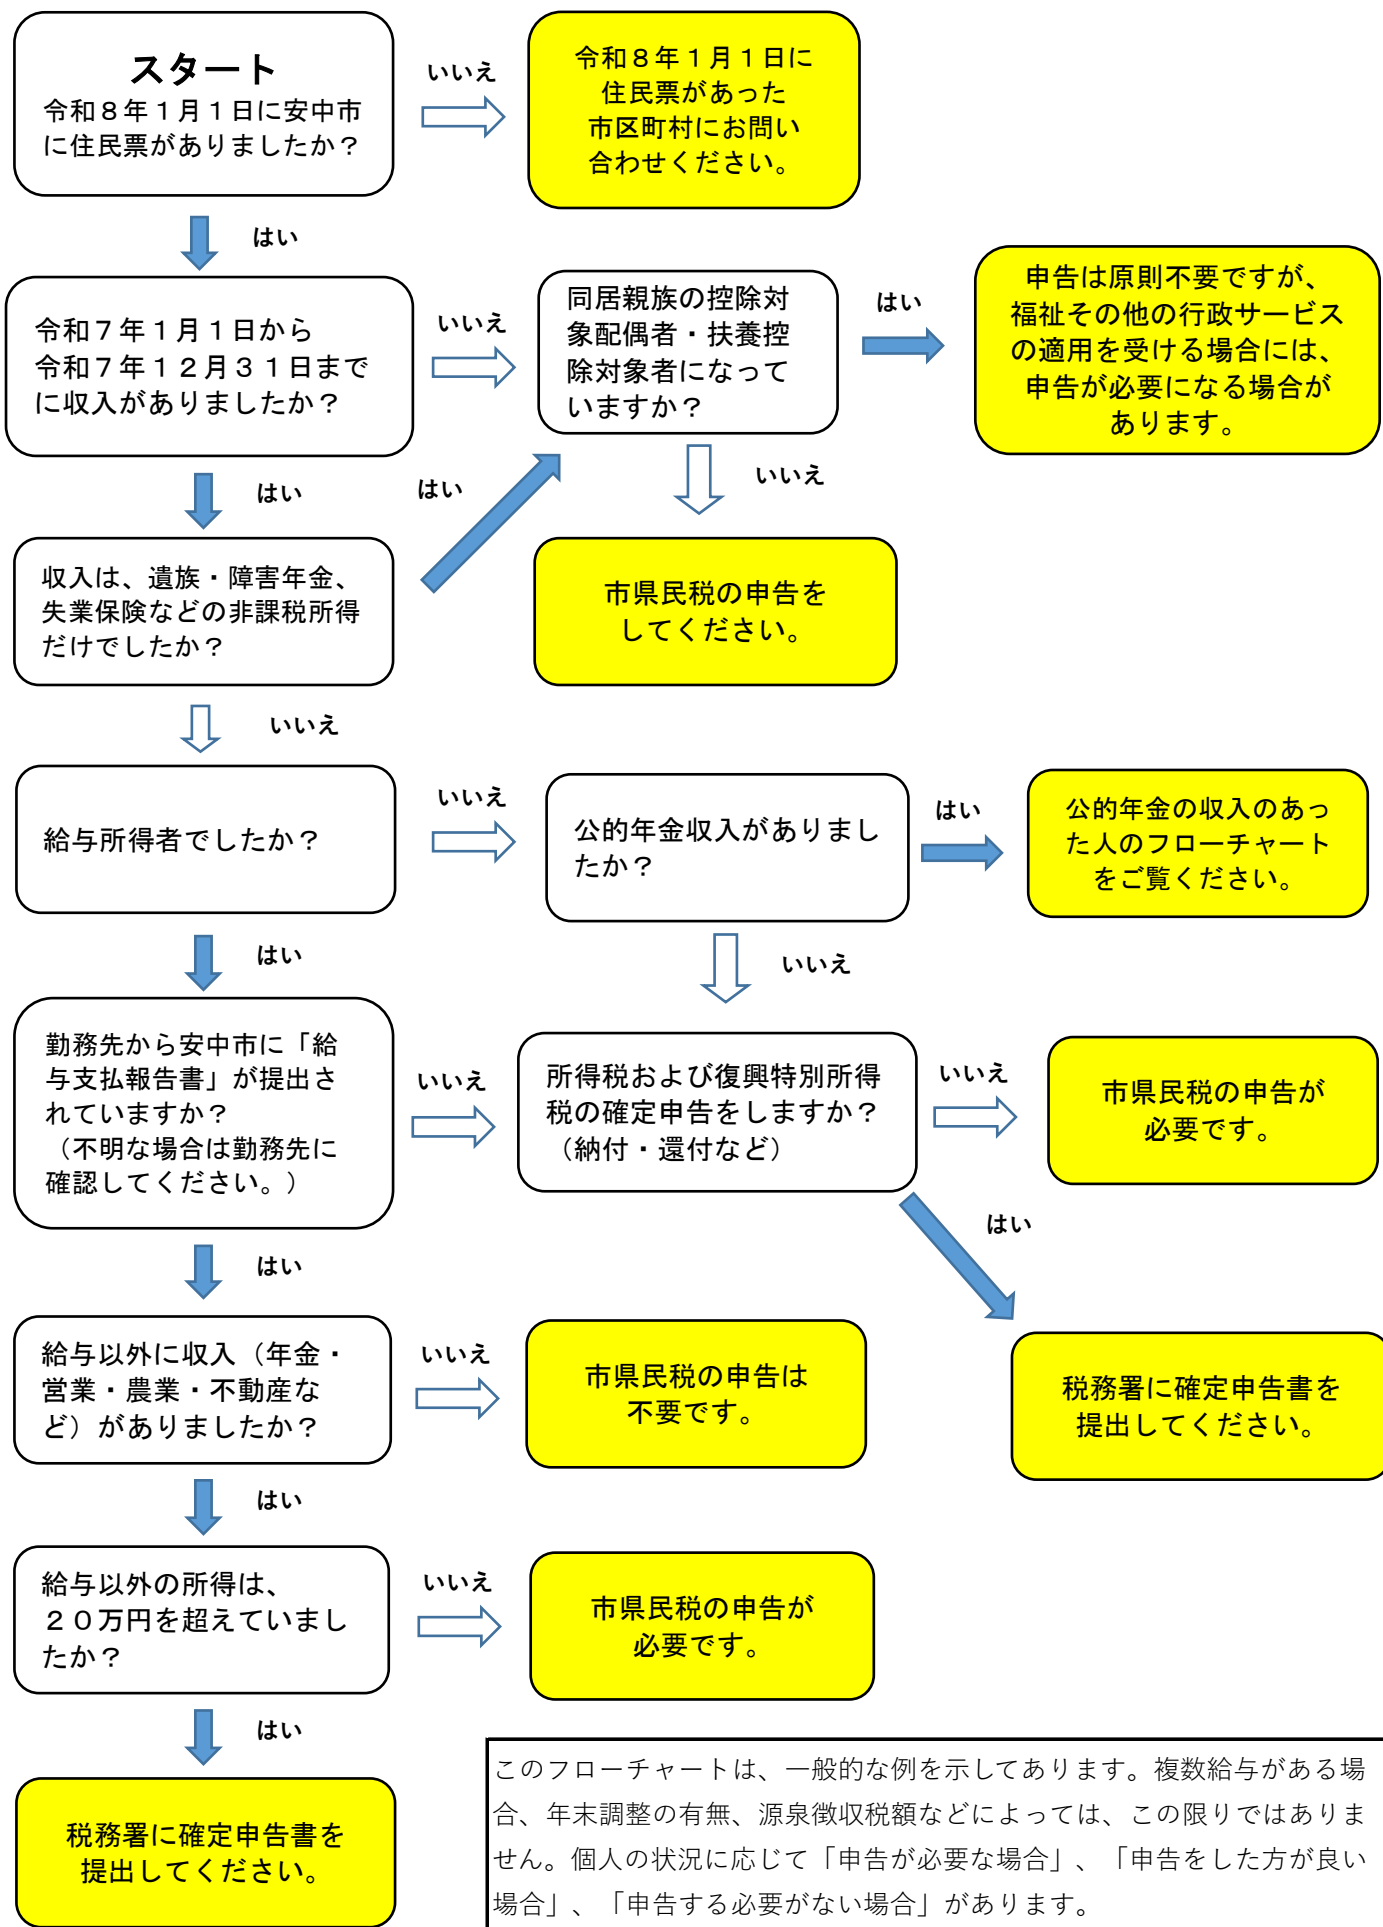 スタート
令和８年１月１日に安中市
に住民票がありましたか？
いいえ
令和８年１月１日に
住民票があった
市区町村にお問い
合わせください。
はい
令和７年１月１日から
令和７年１２月３１日まで
に収入がありましたか？
いいえ
同居親族の控除対
象配偶者・扶養控
除対象者になって
いますか？
はい
申告は原則不要ですが、
福祉その他の行政サービス
の適用を受ける場合には、
申告が必要になる場合が
あります。
はい
はい
いいえ
収入は、遺族・障害年金、
失業保険などの非課税所得
だけでしたか？
市県民税の申告を
してください。
いいえ
給与所得者でしたか？
いいえ
公的年金収入がありまし
たか？
はい
公的年金の収入のあっ
た人のフローチャート
をご覧ください。
はい
いいえ
勤務先から安中市に「給
与支払報告書」が提出さ
れていますか？
（不明な場合は勤務先に
確認してください。）
いいえ
所得税および復興特別所得
税の確定申告をしますか？
（納付・還付など）
いいえ
市県民税の申告が
必要です。
はい
はい
給与以外に収入（年金・
営業・農業・不動産な
ど）がありましたか？
いいえ
市県民税の申告は
不要です。
税務署に確定申告書を
提出してください。
はい
給与以外の所得は、
２０万円を超えていまし
たか？
いいえ
市県民税の申告が
必要です。
はい
税務署に確定申告書を
提出してください。
このフローチャートは、一般的な例を示してあります。複数給与がある場
合、年末調整の有無、源泉徴収税額などによっては、この限りではありま
せん。個人の状況に応じて「申告が必要な場合」、「申告をした方が良い
場合」、「申告する必要がない場合」があります。